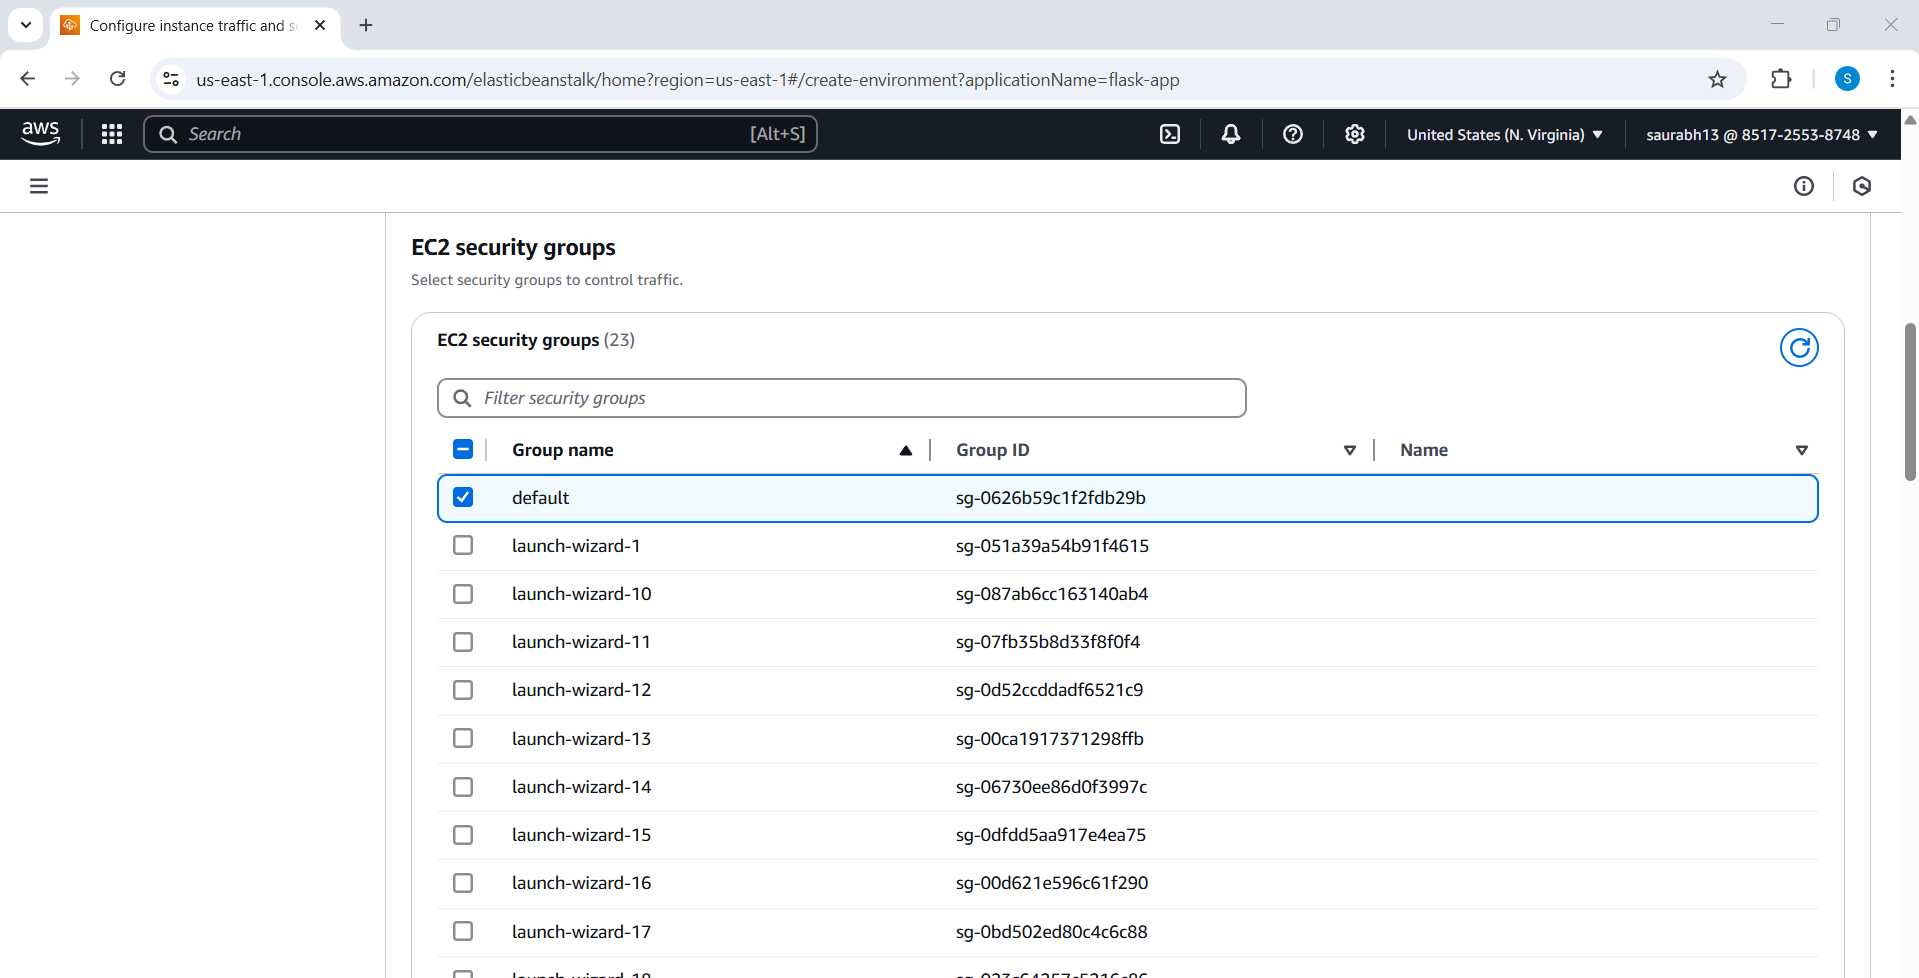 Configure instance traffic and s
us-east-1.console.aws.amazon.com/elasticbeanstalk/home?region=us-east-1#/create-environment?applicationName=flask-app
S
aws
Search
[Alt+S]
United States (N. Virginia)
saurabh13 @ 8517-2553-8748
EC2 security groups
Select security groups to control traffic.
EC2 security groups (23)
Filter security groups
Group name Group ID Name
default sg-0626b59c1f2fdb29b
launch-wizard-1 sg-051a39a54b91f4615
launch-wizard-10 sg-087ab6cc163140ab4
launch-wizard-11 sg-07fb35b8d33f8f0f4
launch-wizard-12 sg-0d52ccddadf6521c9
launch-wizard-13 sg-00ca1917371298ffb
launch-wizard-14 sg-06730ee86d0f3997c
launch-wizard-15 sg-0dfdd5aa917e4ea75
launch-wizard-16 sg-00d621e596c61f290
launch-wizard-17 sg-0bd502ed80c4c6c88